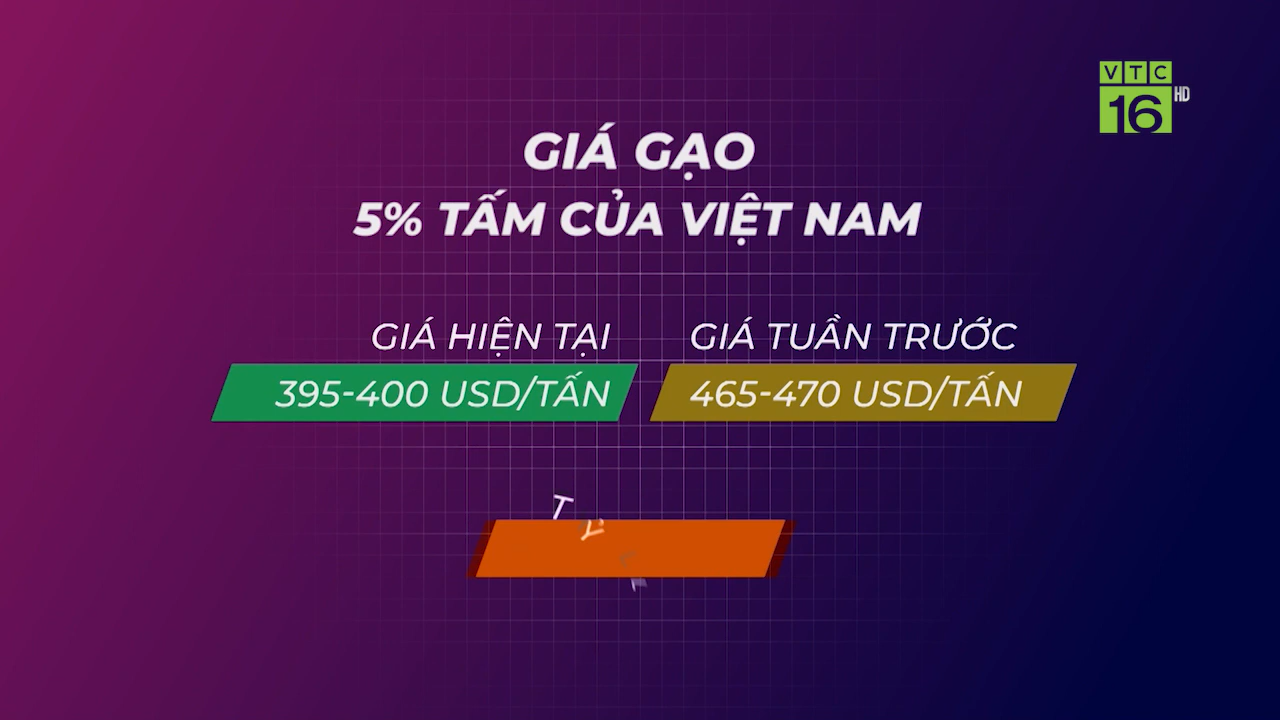 VTC
16 HD
GIÁ GẠO
5% TẤM CỦA VIỆT NAM
GIÁ HIỆN TẠI
395-400 USD/TẤN
GIÁ TUẦN TRƯỚC
465-470 USD/TẤN